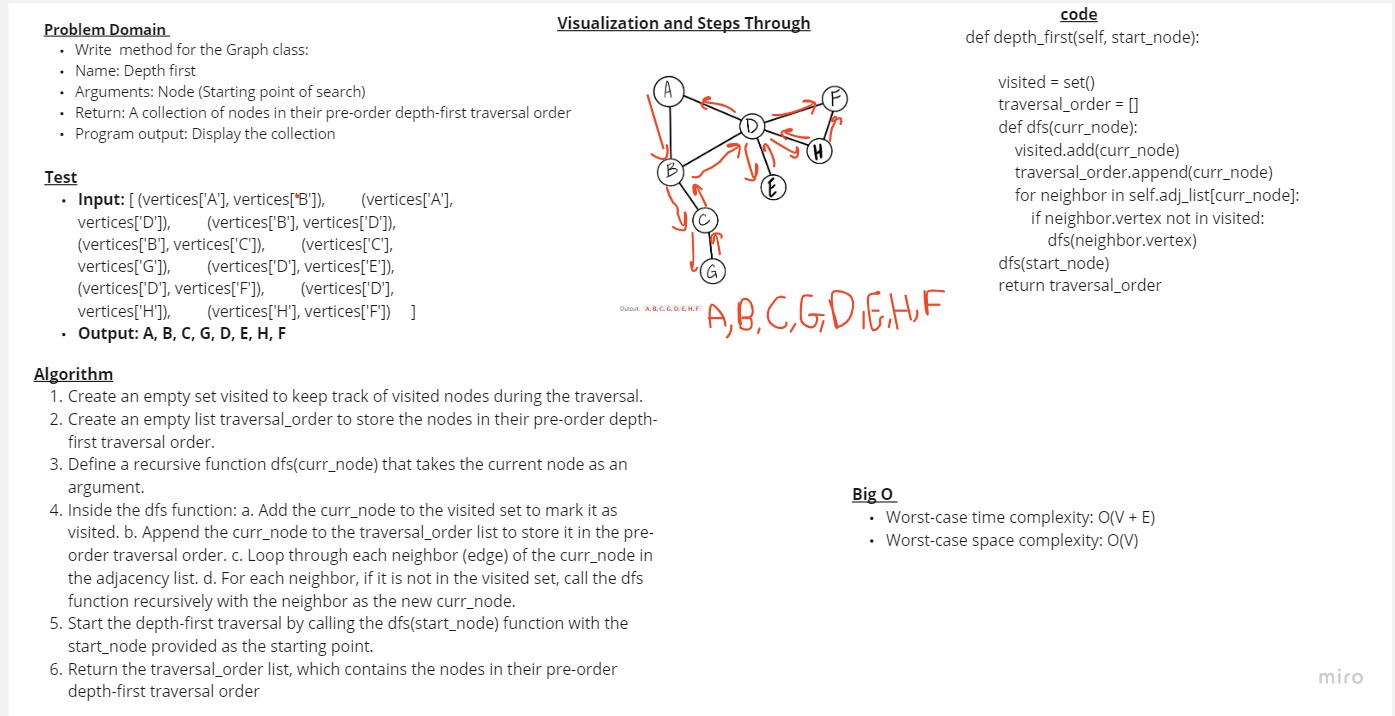 Problem Domain
• Write method for the Graph class:
• Name: Depth first
• Arguments: Node (Starting point of search)
• Return: A collection of nodes in their pre-order depth-first traversal order
• Program output: Display the collection
Test
• Input: [ (vertices['A'], vertices['B']), (vertices['A'],
vertices['D']), (vertices['B'], vertices['D']),
(vertices['B'], vertices['C']), (vertices['C'],
vertices['G']), (vertices['D'], vertices['E']),
(vertices['D'], vertices['F']), (vertices['D'],
vertices['H']), (vertices['H'], vertices['F']) ]
• Output: A, B, C, G, D, E, H, F
Algorithm
1. Create an empty set visited to keep track of visited nodes during the traversal.
2. Create an empty list traversal_order to store the nodes in their pre-order depth-
first traversal order.
3. Define a recursive function dfs(curr_node) that takes the current node as an
argument.
4. Inside the dfs function: a. Add the curr_node to the visited set to mark it as
visited. b. Append the curr_node to the traversal_order list to store it in the pre-
order traversal order. c. Loop through each neighbor (edge) of the curr_node in
the adjacency list. d. For each neighbor, if it is not in the visited set, call the dfs
function recursively with the neighbor as the new curr_node.
5. Start the depth-first traversal by calling the dfs(start_node) function with the
start_node provided as the starting point.
6. Return the traversal_order list, which contains the nodes in their pre-order
depth-first traversal order
Visualization and Steps Through
A
F
D
H
B
E
C
G
Output: A, B, C, G, D, E, H, F
A, B, C, G, D, E, H, F
code
def depth_first(self, start_node):
visited = set()
traversal_order = []
def dfs(curr_node):
visited.add(curr_node)
traversal_order.append(curr_node)
for neighbor in self.adj_list[curr_node]:
if neighbor.vertex not in visited:
dfs(neighbor.vertex)
dfs(start_node)
return traversal_order
Big O
• Worst-case time complexity: O(V + E)
• Worst-case space complexity: O(V)
miro